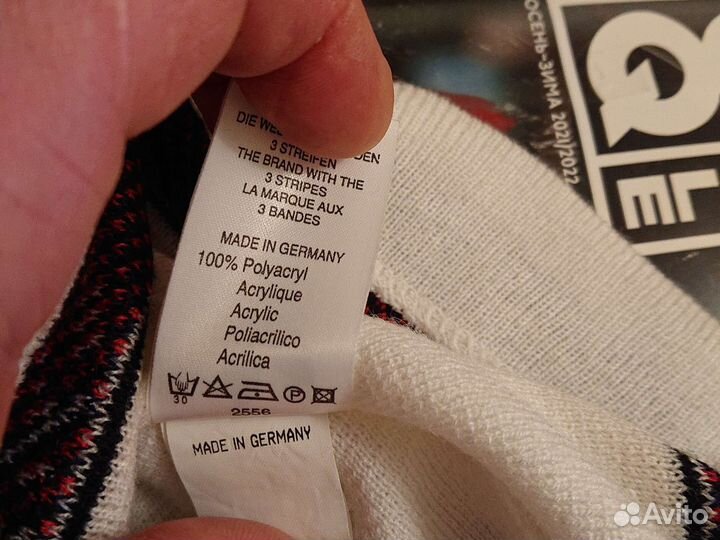 DIE
3 STREIFEN
THE BRAND WITH THE
3 STRIPES
LA MARQUE AUX
3 BANDES
MADE IN GERMANY
100% Polyacryl
Acrylique
Acrylic
Poliacrilico
Acrilica
30
2556
MADE IN GERMANY
ОСЕНЬ-ЗИМА 2021/2022
Q
LE
Avito